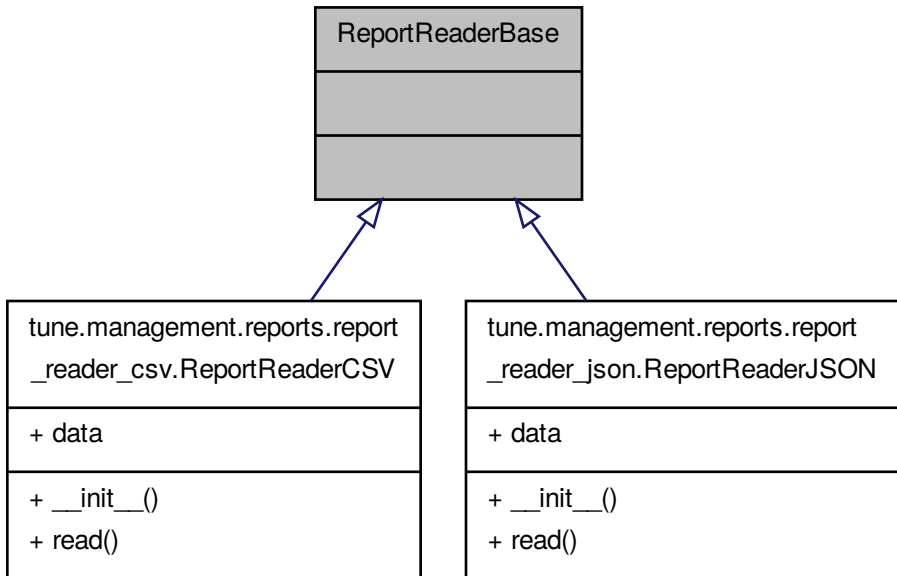 ReportReaderBase
tune.management.reports.report
_reader_csv.ReportReaderCSV
+ data
+ __init__()
+ read()
tune.management.reports.report
_reader_json.ReportReaderJSON
+ data
+ __init__()
+ read()